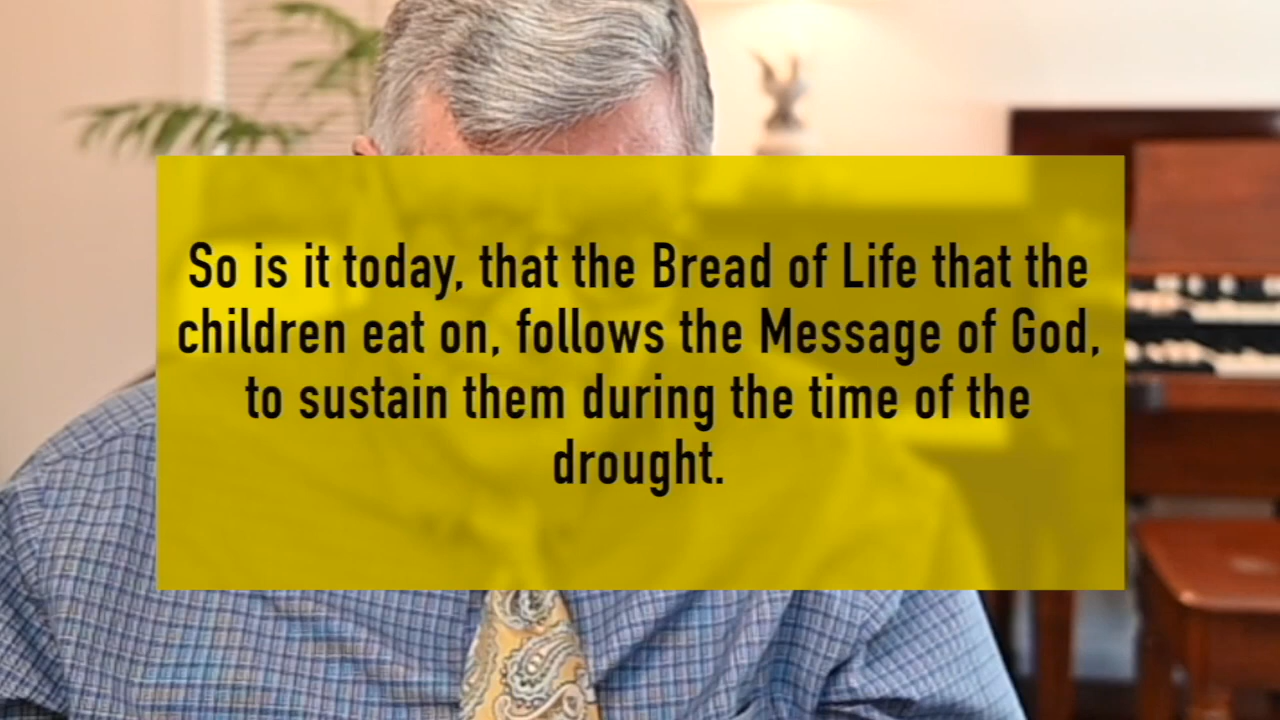 So is it today, that the Bread of Life that the
children eat on, follows the Message of God,
to sustain them during the time of the
drought.